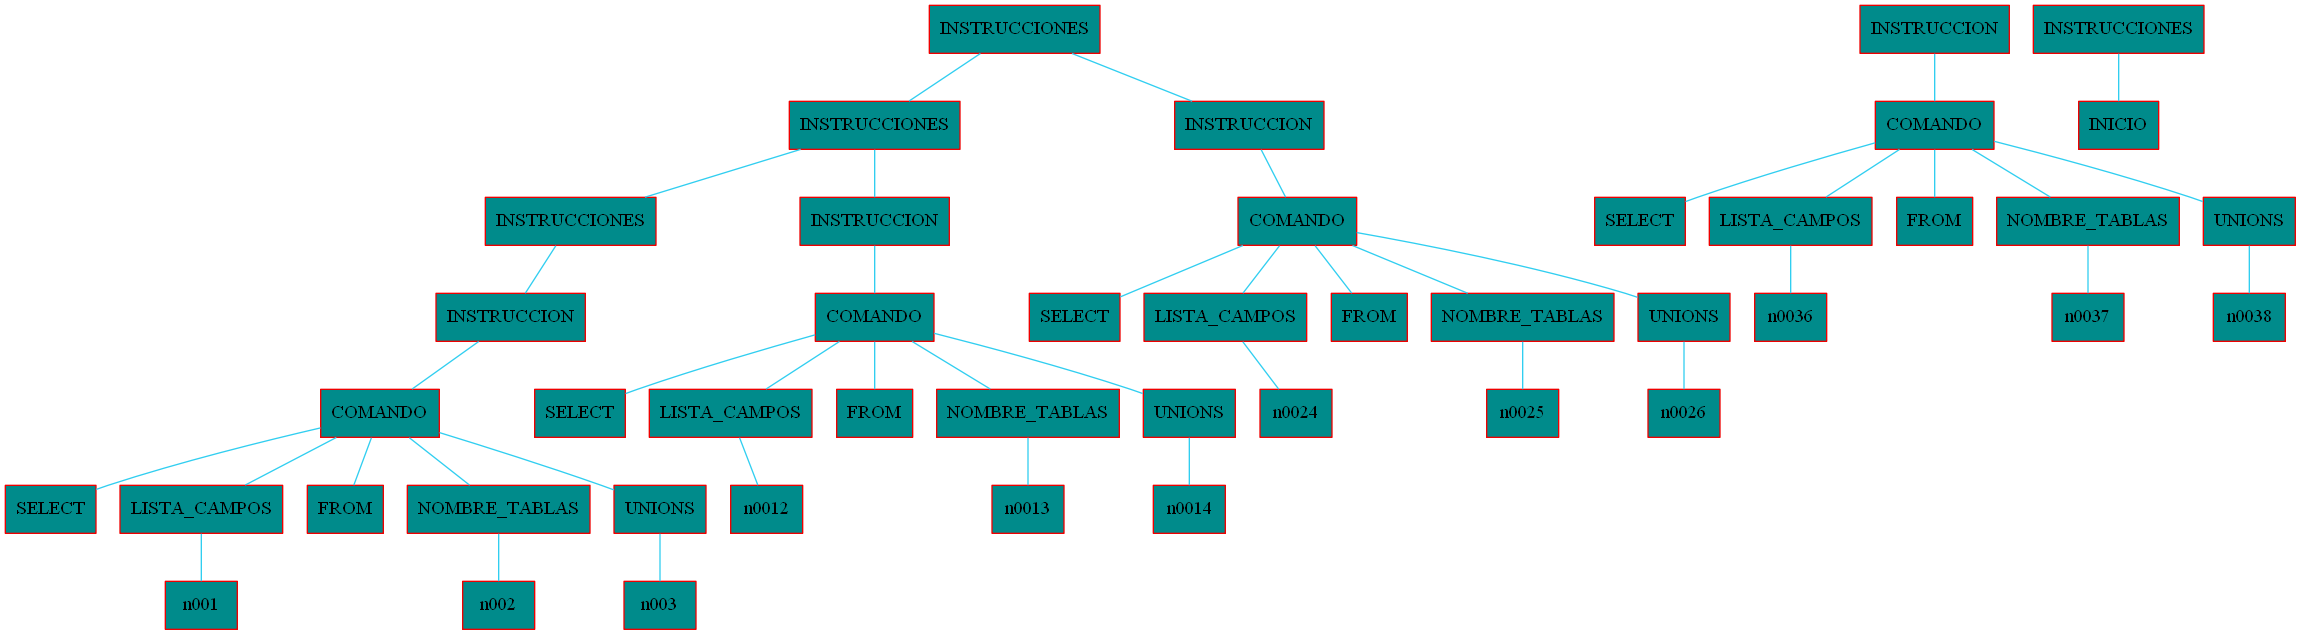 INSTRUCCIONES INSTRUCCION INSTRUCCIONES
INSTRUCCIONES INSTRUCCION COMANDO INICIO
INSTRUCCIONES INSTRUCCION COMANDO SELECT LISTA_CAMPOS FROM NOMBRE_TABLAS UNIONS
INSTRUCCION COMANDO SELECT LISTA_CAMPOS FROM NOMBRE_TABLAS UNIONS n0036 n0037 n0038
COMANDO SELECT LISTA_CAMPOS FROM NOMBRE_TABLAS UNIONS n0024 n0025 n0026
SELECT LISTA_CAMPOS FROM NOMBRE_TABLAS UNIONS n0012 n0013 n0014
n001 n002 n003